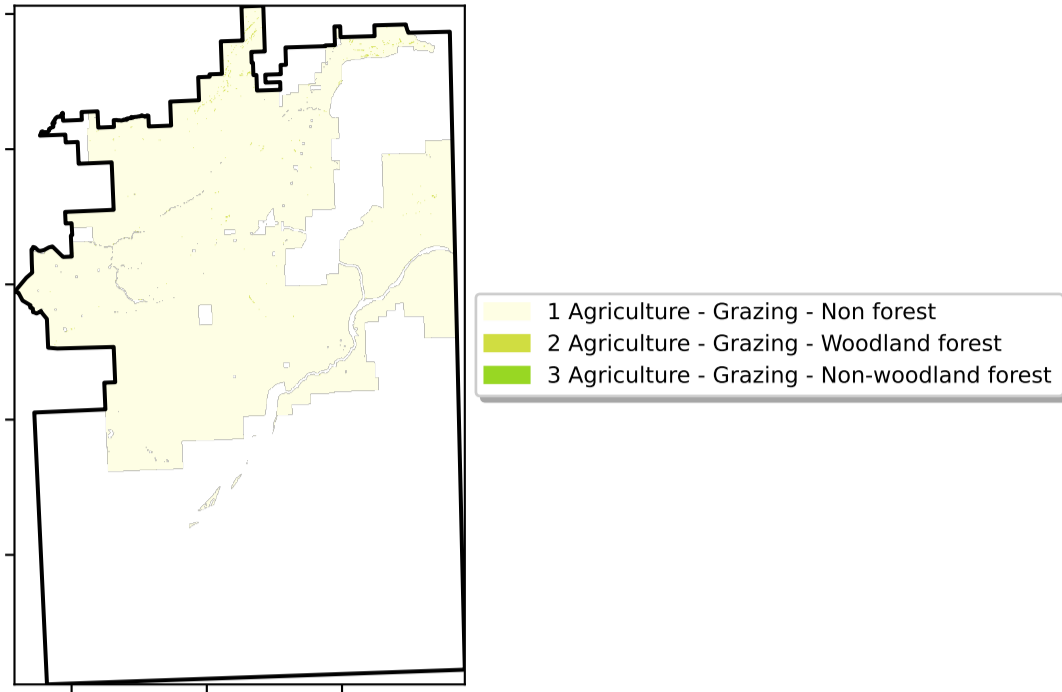 1 Agriculture - Grazing - Non forest
2 Agriculture - Grazing - Woodland forest
3 Agriculture - Grazing - Non-woodland forest